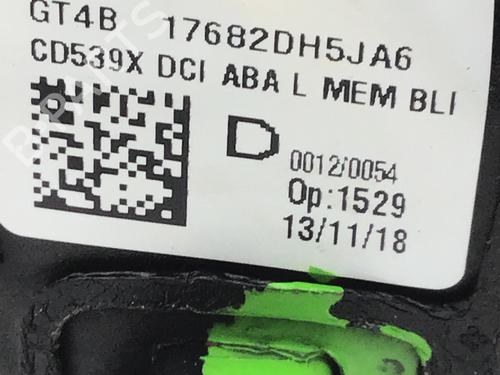 GT4B 17682DH5JA6
CD539X DCI ABA L MEM BLI
D
0012/0054
Op:1529
13/11/18